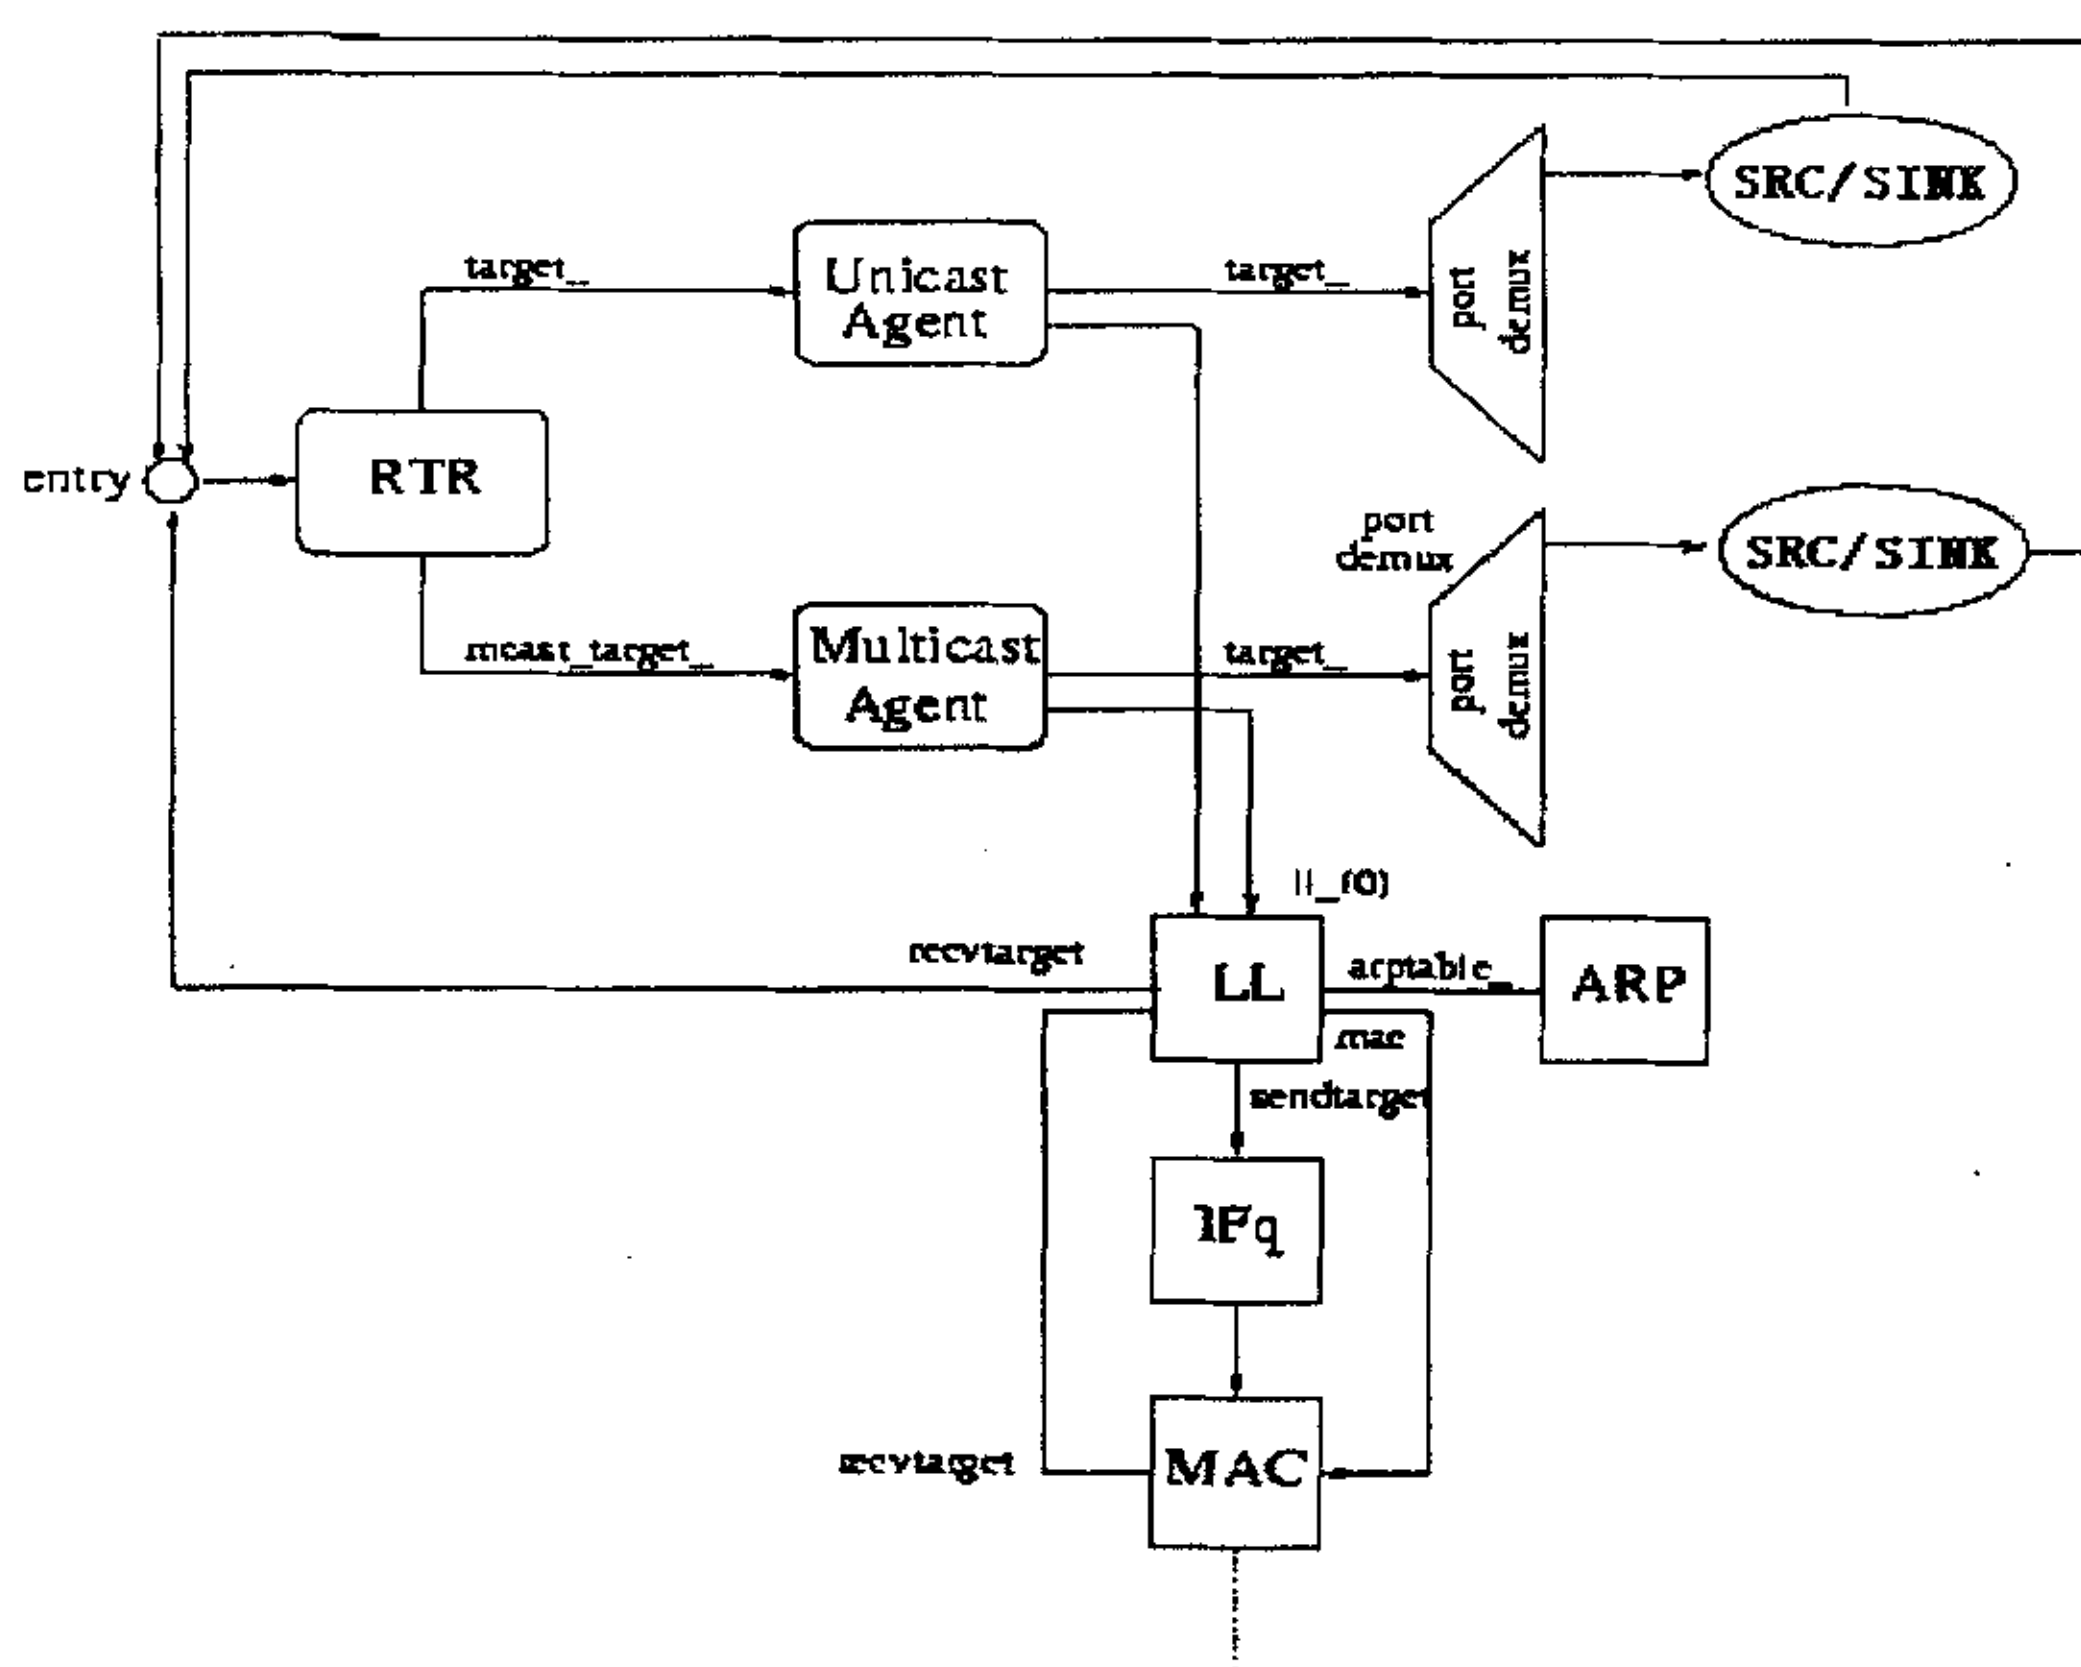 SRC/SINK
target_
Unicast
Agent
target_
port
demux
entry
RTR
port
demux
SRC/SINK
mcast_target_
Multicast
Agent
target_
port
demux
ll_(0)
recvtarget
LL
arptable_
ARP
mac
sendtarget
IFq
recvtarget
MAC